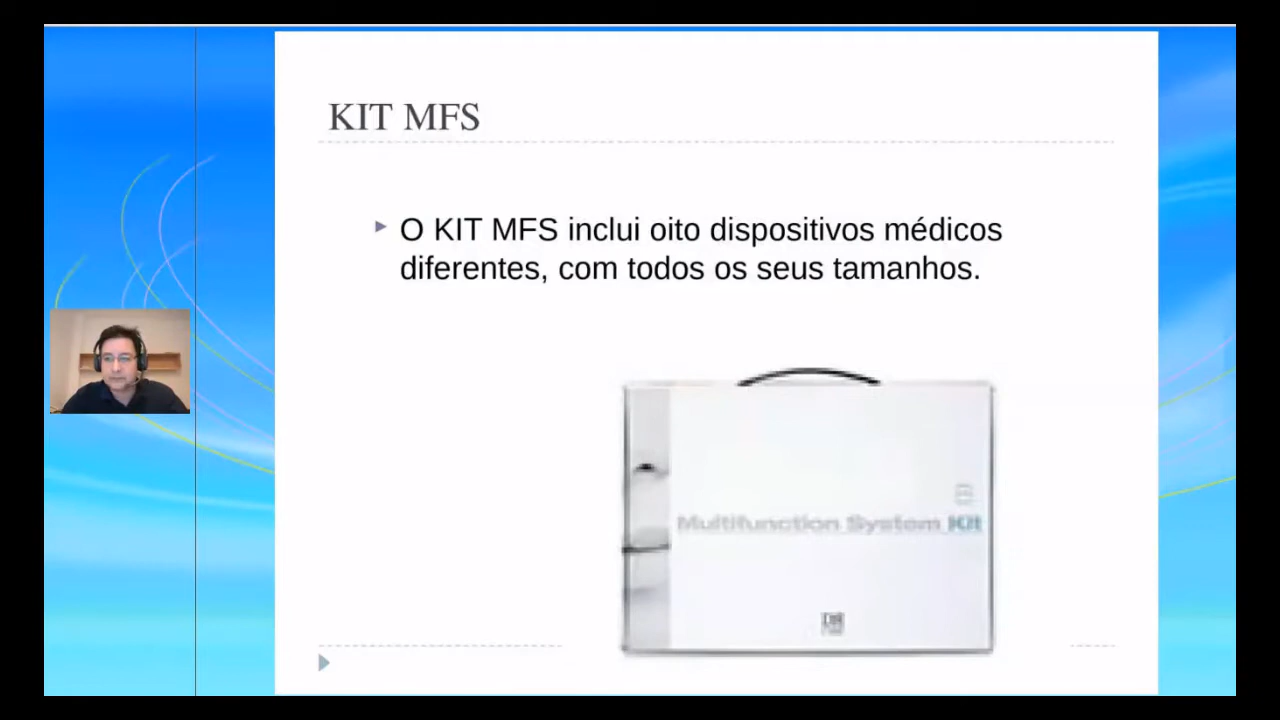 KIT MFS
O KIT MFS inclui oito dispositivos médicos
diferentes, com todos os seus tamanhos.
Multifunction System Kit